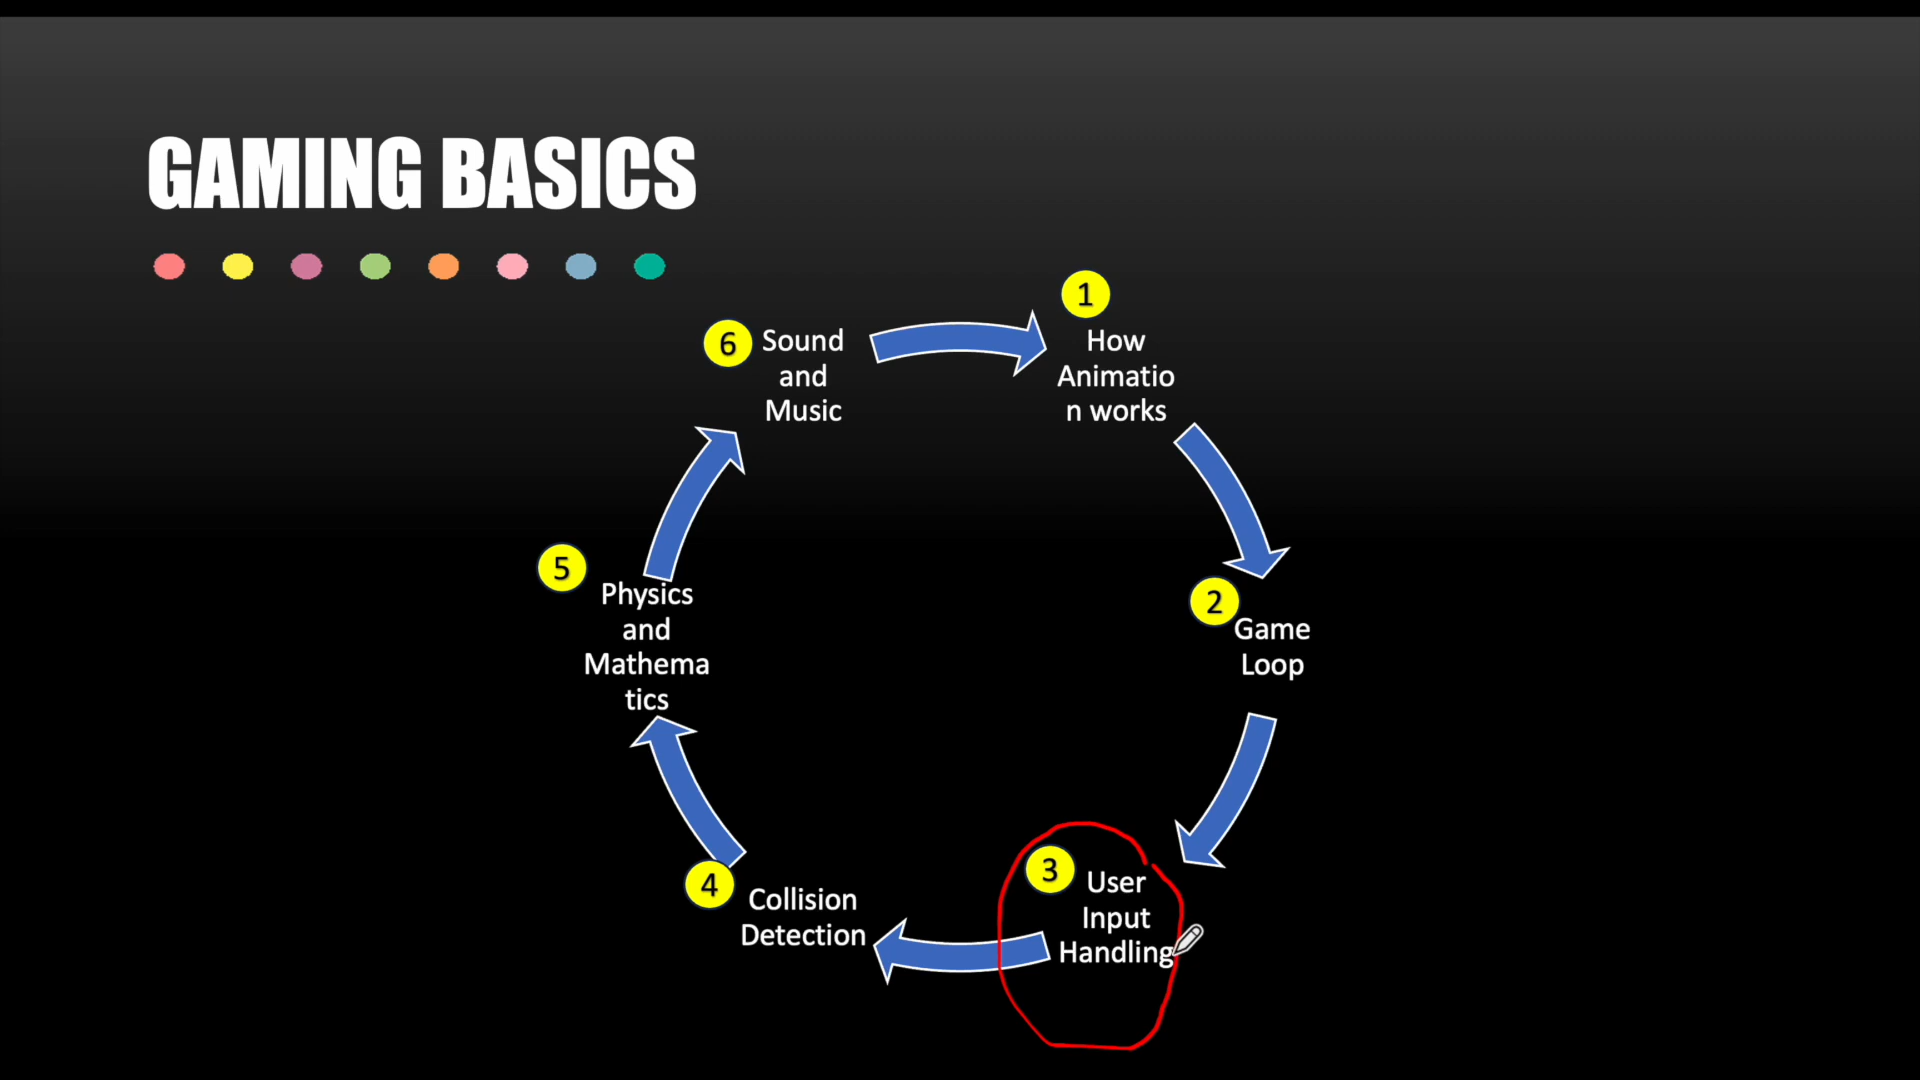 GAMING BASICS
1
How
Animatio
n works
2
Game
Loop
3
User
Input
Handling
4
Collision
Detection
5
Physics
and
Mathema
tics
6
Sound
and
Music